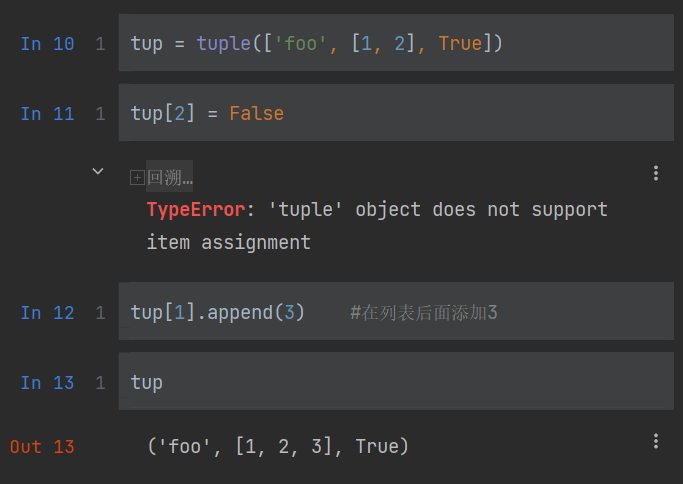 In 10 1 tup = tuple(['foo', [1, 2], True])
In 11 1 tup[2] = False
回溯…
TypeError: 'tuple' object does not support
item assignment
In 12 1 tup[1].append(3)    #在列表后面添加3
In 13 1 tup
Out 13 ('foo', [1, 2, 3], True)